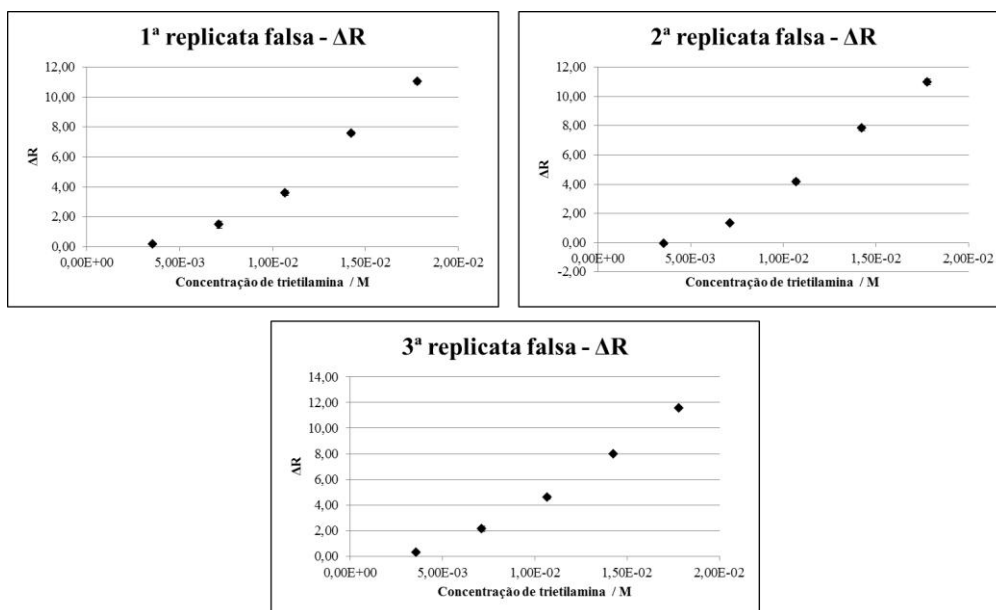 1ª replicata falsa - ΔR
12,00
10,00
8,00
6,00
4,00
2,00
0,00
ΔR
0,00E+00 5,00E-03 1,00E-02 1,50E-02 2,00E-02
Concentração de trietilamina / M
2ª replicata falsa - ΔR
12,00
10,00
8,00
6,00
4,00
2,00
0,00
-2,00
ΔR
0,00E+00 5,00E-03 1,00E-02 1,50E-02 2,00E-02
Concentração de trietilamina / M
3ª replicata falsa - ΔR
14,00
12,00
10,00
8,00
6,00
4,00
2,00
0,00
ΔR
0,00E+00 5,00E-03 1,00E-02 1,50E-02 2,00E-02
Concentração de trietilamina / M